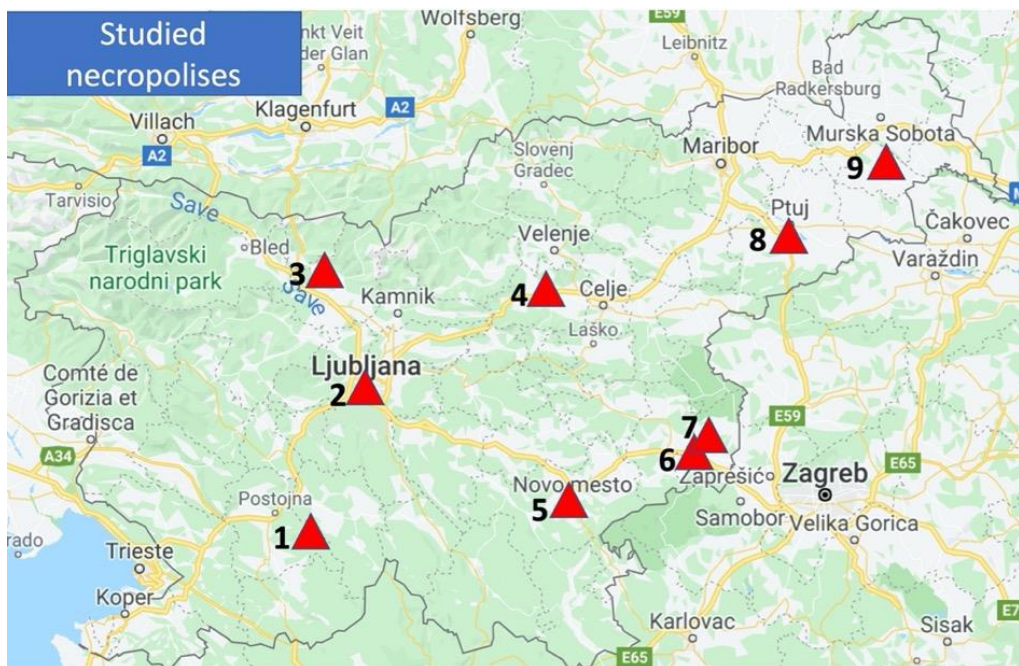 Studied
necropolises
E59
Wolfsberg
nkt Veit
der Glan
Leibnitz
Bad
Radkersburg
A2
Klagenfurt
Villach
A2
Murska Sobota
Slovenj
Gradec
Maribor
9
Tarvisio
Save
Ptuj
M
Čakovec
Bled
Velenje
8
Triglavski
narodni park
3
Varaždin
Save
Kamnik
4
Celje
Laško
Ljubljana
2
Comté de
Gorizia et
Gradisca
E59
7
A34
6
E65
Zaprešić
Zagreb
Postojna
Novo mesto
5
Samobor
Velika Gorica
1
rado
Trieste
Koper
Karlovac
E7
Sisak
E65